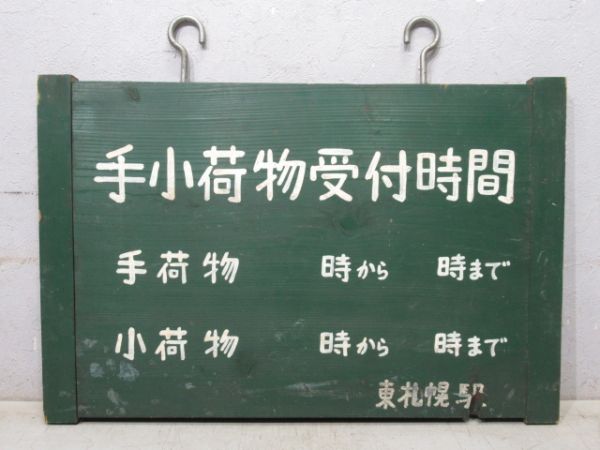 手小荷物受付時間
手荷物 時から 時まで
小荷物 時から 時まで
東札幌駅